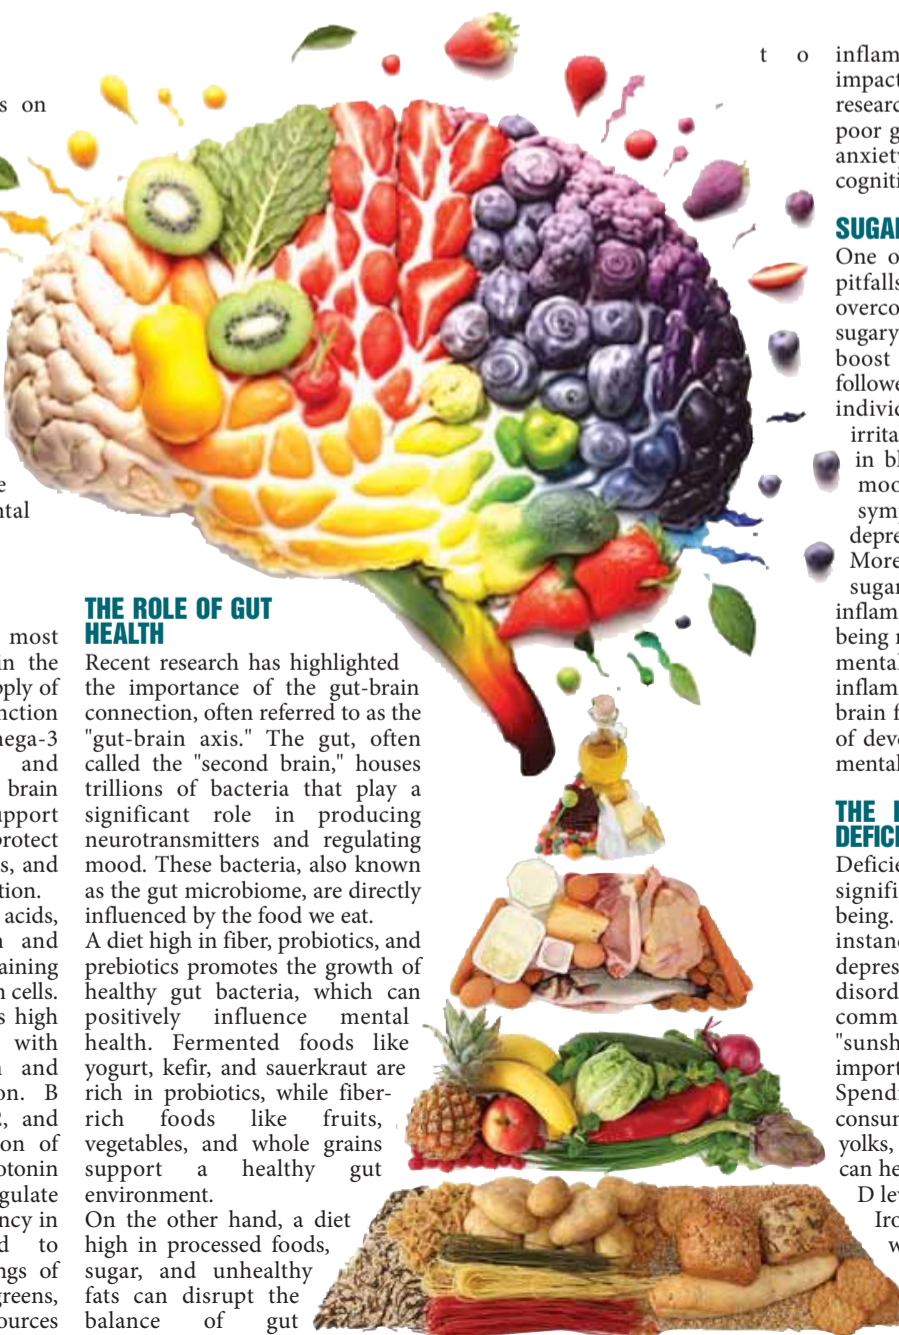 s on
e
ntal
most
in the
pply of
nction
mega-3
and
brain
upport
protect
s, and
tion.
acids,
n and
aining
n cells.
s high
with
n and
on. B
2, and
on of
otonin
gulate
ncy in
d to
ngs of
greens,
ources
THE ROLE OF GUT
HEALTH
Recent research has highlighted
the importance of the gut-brain
connection, often referred to as the
"gut-brain axis." The gut, often
called the "second brain," houses
trillions of bacteria that play a
significant role in producing
neurotransmitters and regulating
mood. These bacteria, also known
as the gut microbiome, are directly
influenced by the food we eat.
A diet high in fiber, probiotics, and
prebiotics promotes the growth of
healthy gut bacteria, which can
positively influence mental
health. Fermented foods like
yogurt, kefir, and sauerkraut are
rich in probiotics, while fiber-
rich foods like fruits,
vegetables, and whole grains
support a healthy gut
environment.
On the other hand, a diet
high in processed foods,
sugar, and unhealthy
fats can disrupt the
balance of gut
t o inflam
impact
research
poor g
anxiety
cogniti
SUGAR
One o
pitfalls
overco
sugary
boost
followe
individ
irrita
in bl
moo
symp
depre
More
sugar
inflam
being r
mental
inflam
brain f
of deve
mental
THE I
DEFICI
Deficie
signifi
being.
instanc
depres
disord
comm
"sunsh
import
Spendi
consum
yolks,
can he
D lev
Iro
w